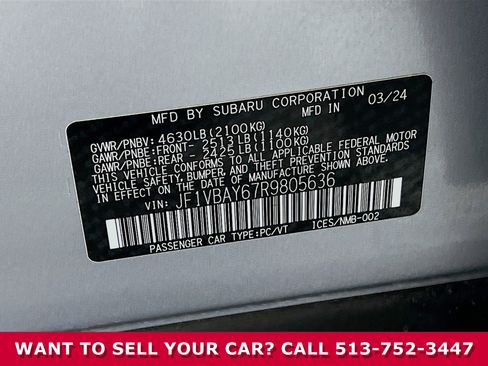 MFD BY SUBARU CORPORATION
MFD IN 03/24
GVWR/PNBV: 4630LB(2100KG)
GAWR/PNBE:FRONT- 2513LB(1140KG)
GAWR/PNBE:REAR - 2425LB(1100KG)
THIS VEHICLE CONFORMS TO ALL APPLICABLE FEDERAL MOTOR
VEHICLE SAFETY, BUMPER, AND THEFT PREVENTION STANDARDS
IN EFFECT ON THE DATE OF MANUFACTURE SHOWN ABOVE.
VIN: JF1VBAY67R9805636
PASSENGER CAR TYPE:PC/VT ICES/NMB-002
WANT TO SELL YOUR CAR? CALL 513-752-3447